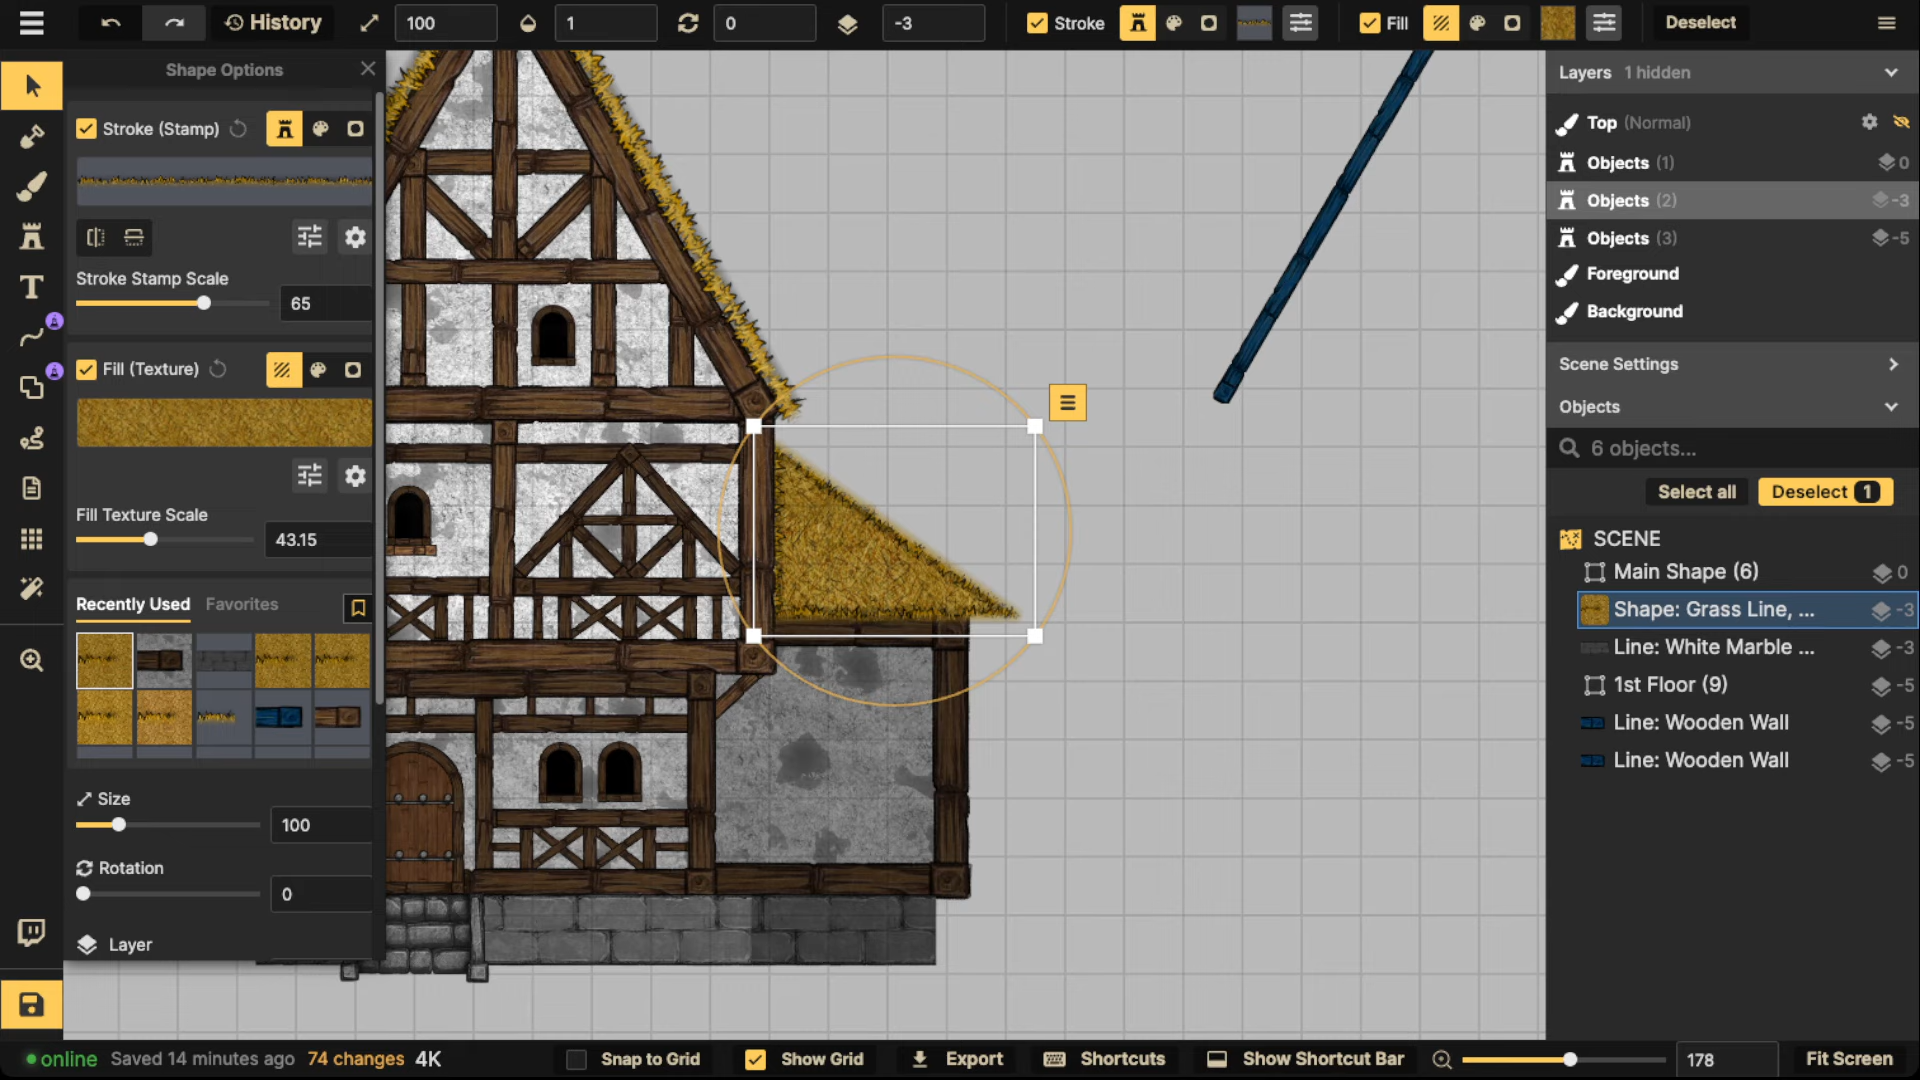 History
100
1
0
-3
Stroke
Fill
Deselect
Shape Options
Stroke (Stamp)
Stroke Stamp Scale
65
Fill (Texture)
Fill Texture Scale
43.15
Recently Used
Favorites
Size
100
Rotation
0
Layer
Layers 1 hidden
Top (Normal)
Objects (1) 0
Objects (2) -3
Objects (3) -5
Foreground
Background
Scene Settings
Objects
6 objects...
Select all
Deselect 1
SCENE
Main Shape (6) 0
Shape: Grass Line, ... -3
Line: White Marble ... -3
1st Floor (9) -5
Line: Wooden Wall -5
Line: Wooden Wall -5
online Saved 14 minutes ago 74 changes 4K
Snap to Grid
Show Grid
Export
Shortcuts
Show Shortcut Bar
178
Fit Screen